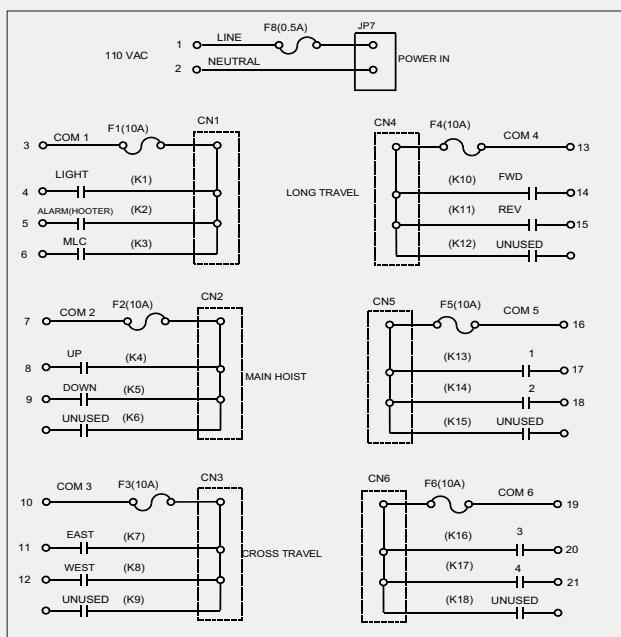 F8(0.5A) JP7
1 LINE
110 VAC
2 NEUTRAL
POWER IN
CN1
3 COM 1 F1(10A)
4 LIGHT (K1)
5 ALARM(HOOTER) (K2)
6 MLC (K3)
CN4
F4(10A) COM 4 13
LONG TRAVEL
(K10) FWD 14
(K11) REV 15
(K12) UNUSED
CN2
7 COM 2 F2(10A)
8 UP (K4)
MAIN HOIST
9 DOWN (K5)
UNUSED (K6)
CN5
F5(10A) COM 5 16
(K13) 1 17
(K14) 2 18
(K15) UNUSED
CN3
10 COM 3 F3(10A)
11 EAST (K7)
CROSS TRAVEL
12 WEST (K8)
UNUSED (K9)
CN6
F6(10A) COM 6 19
(K16) 3 20
(K17) 4 21
(K18) UNUSED